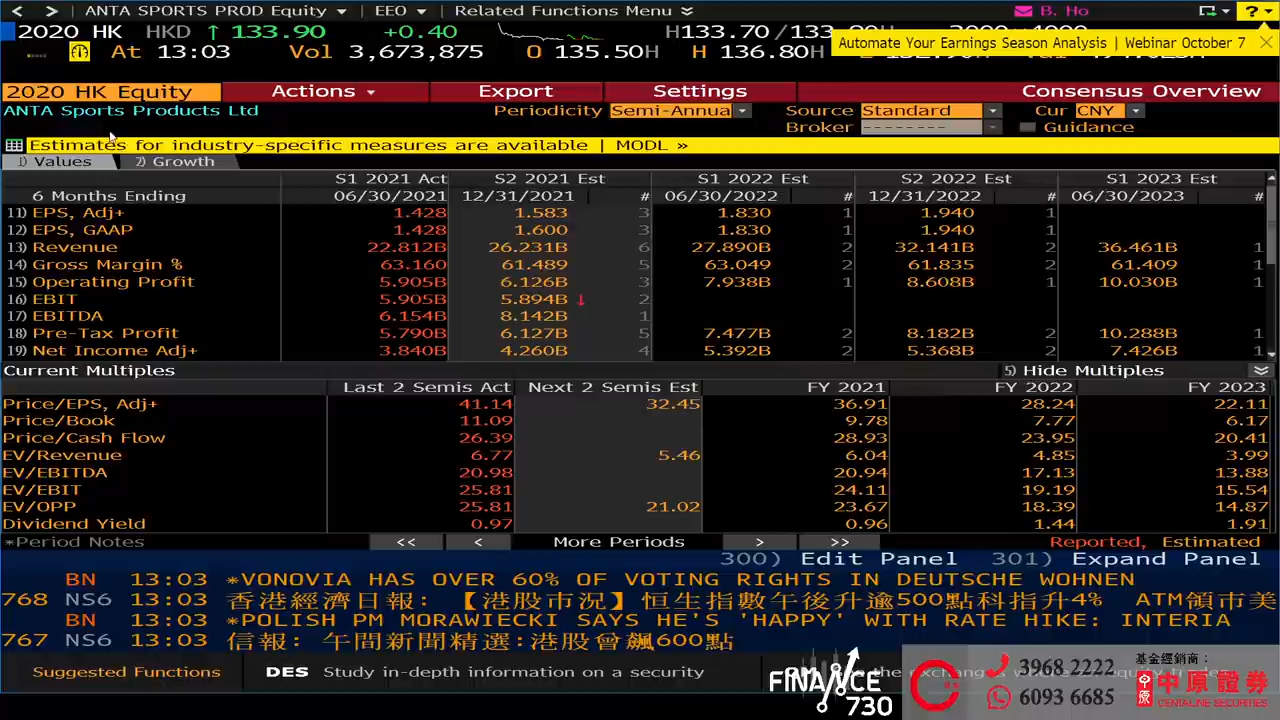 ANTA SPORTS PROD Equity EEO Related Functions Menu B. Ho ?
2020 HK HKD ↑ 133.90 +0.40 H133.70
Automate Your Earnings Season Analysis | Webinar October 7
At 13:03 Vol 3,673,875 O 135.50H H 136.80H
2020 HK Equity Actions Export Settings Consensus Overview
ANTA Sports Products Ltd Periodicity Semi-Annua Source Standard Cur CNY
Broker -------- Guidance
Estimates for industry-specific measures are available | MODL »
1) Values 2) Growth
S1 2021 Act S2 2021 Est S1 2022 Est S2 2022 Est S1 2023 Est
6 Months Ending 06/30/2021 12/31/2021 # 06/30/2022 # 12/31/2022 # 06/30/2023 #
11) EPS, Adj+ 1.428 1.583 3 1.830 1 1.940 1
12) EPS, GAAP 1.428 1.600 3 1.830 1 1.940 1
13) Revenue 22.812B 26.231B 6 27.890B 2 32.141B 2 36.461B 1
14) Gross Margin % 63.160 61.489 5 63.049 2 61.835 2 61.409 1
15) Operating Profit 5.905B 6.126B 3 7.938B 1 8.608B 1 10.030B 1
16) EBIT 5.905B 5.894B ↓ 2
17) EBITDA 6.154B 8.142B 1
18) Pre-Tax Profit 5.790B 6.127B 5 7.477B 2 8.182B 2 10.288B 1
19) Net Income Adj+ 3.840B 4.260B 4 5.392B 2 5.368B 2 7.426B 1
Current Multiples 5) Hide Multiples
Last 2 Semis Act Next 2 Semis Est FY 2021 FY 2022 FY 2023
Price/EPS, Adj+ 41.14 32.45 36.91 28.24 22.11
Price/Book 11.09 9.78 7.77 6.17
Price/Cash Flow 26.39 28.93 23.95 20.41
EV/Revenue 6.77 5.46 6.04 4.85 3.99
EV/EBITDA 20.98 20.94 17.13 13.88
EV/EBIT 25.81 24.11 19.19 15.54
EV/OPP 25.81 21.02 23.67 18.39 14.87
Dividend Yield 0.97 0.96 1.44 1.91
*Period Notes << < More Periods > >> Reported, Estimated
300) Edit Panel 301) Expand Panel
BN 13:03 *VONOVIA HAS OVER 60% OF VOTING RIGHTS IN DEUTSCHE WOHNEN
768 NS6 13:03 香港經濟日報: 【港股市況】恒生指數午後升逾500點科指升4% ATM領市美
BN 13:03 *POLISH PM MORAWIECKI SAYS HE'S 'HAPPY' WITH RATE HIKE: INTERIA
767 NS6 13:03 信報: 午間新聞精選:港股曾飆600點
Suggested Functions DES Study in-depth information on a security
FINANCE 730
3968 2222
6093 6685
基金經銷商:
中原證券
CENTALINE SECURITIES